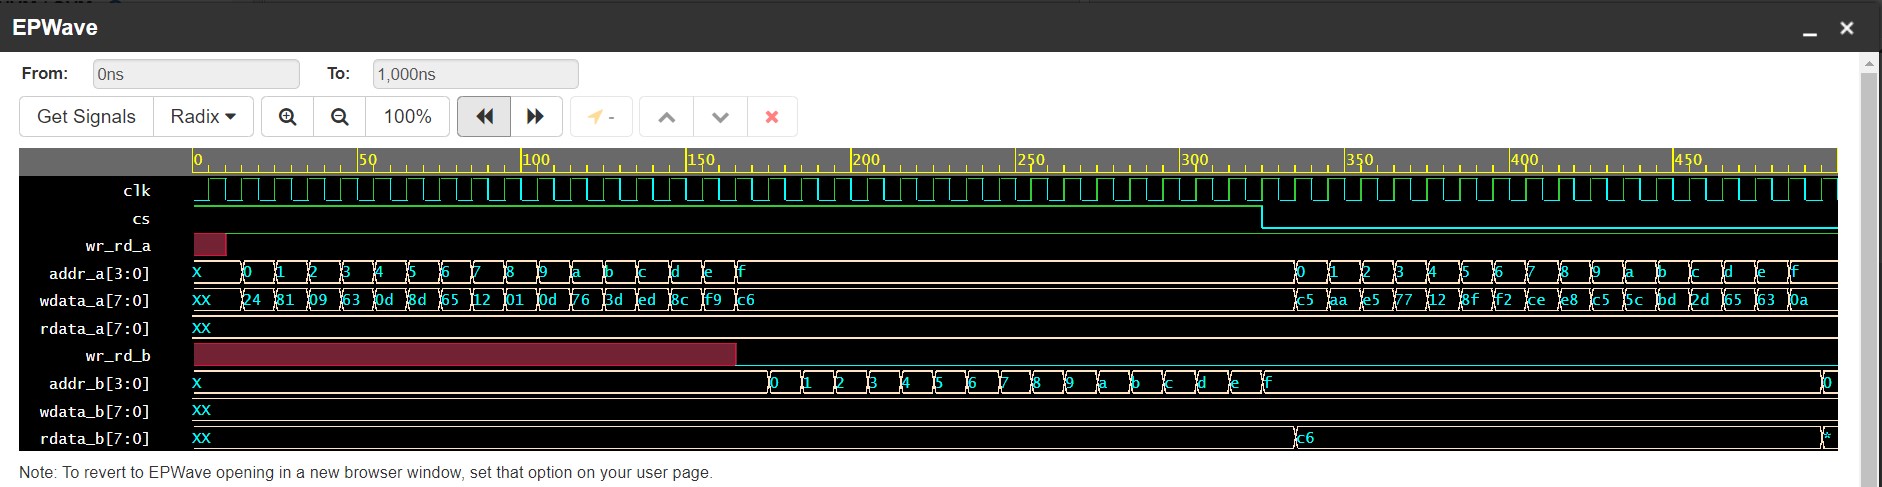 EPWave
From: 0ns To: 1,000ns
Get Signals Radix 100% -
0 50 100 150 200 250 300 350 400 450
clk
cs
wr_rd_a
addr_a[3:0] X 0 1 2 3 4 5 6 7 8 9 a b c d e f 0 1 2 3 4 5 6 7 8 9 a b c d e f
wdata_a[7:0] XX 24 81 09 63 0d 8d 65 12 01 0d 76 3d ed 8c f9 c6 c5 aa e5 77 12 8f f2 ce e8 c5 5c bd 2d 65 63 0a
rdata_a[7:0] XX
wr_rd_b
addr_b[3:0] X 0 1 2 3 4 5 6 7 8 9 a b c d e f 0
wdata_b[7:0] XX
rdata_b[7:0] XX c6 *
Note: To revert to EPWave opening in a new browser window, set that option on your user page.